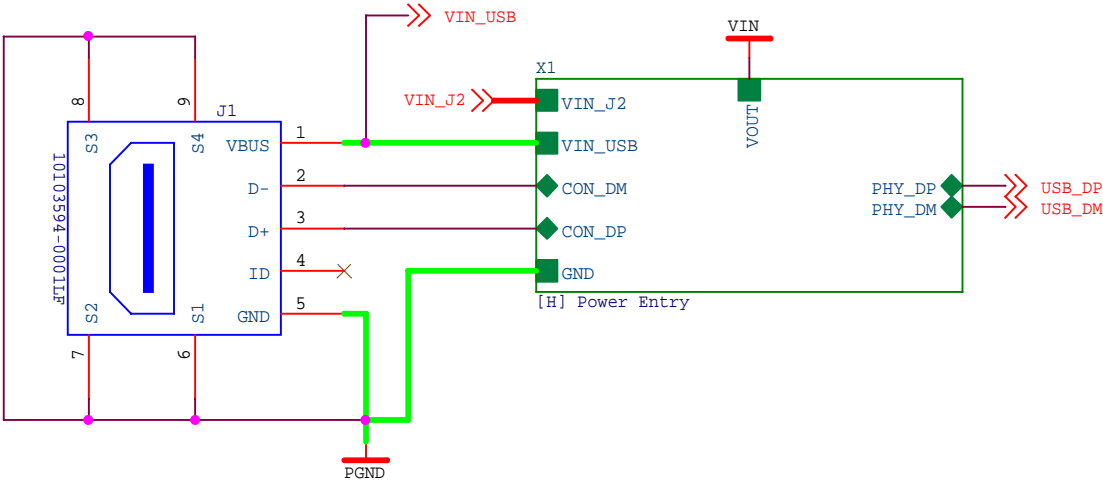 VIN_USB
VIN
X1
VIN_J2
VIN_J2
8
9
J1
VOUT
S3
S4
VBUS
1
VIN_USB
10103594-0001LF
D-
2
CON_DM
PHY_DP
USB_DP
PHY_DM
USB_DM
D+
3
CON_DP
ID
4
GND
[H] Power Entry
S2
S1
GND
5
7
6
PGND